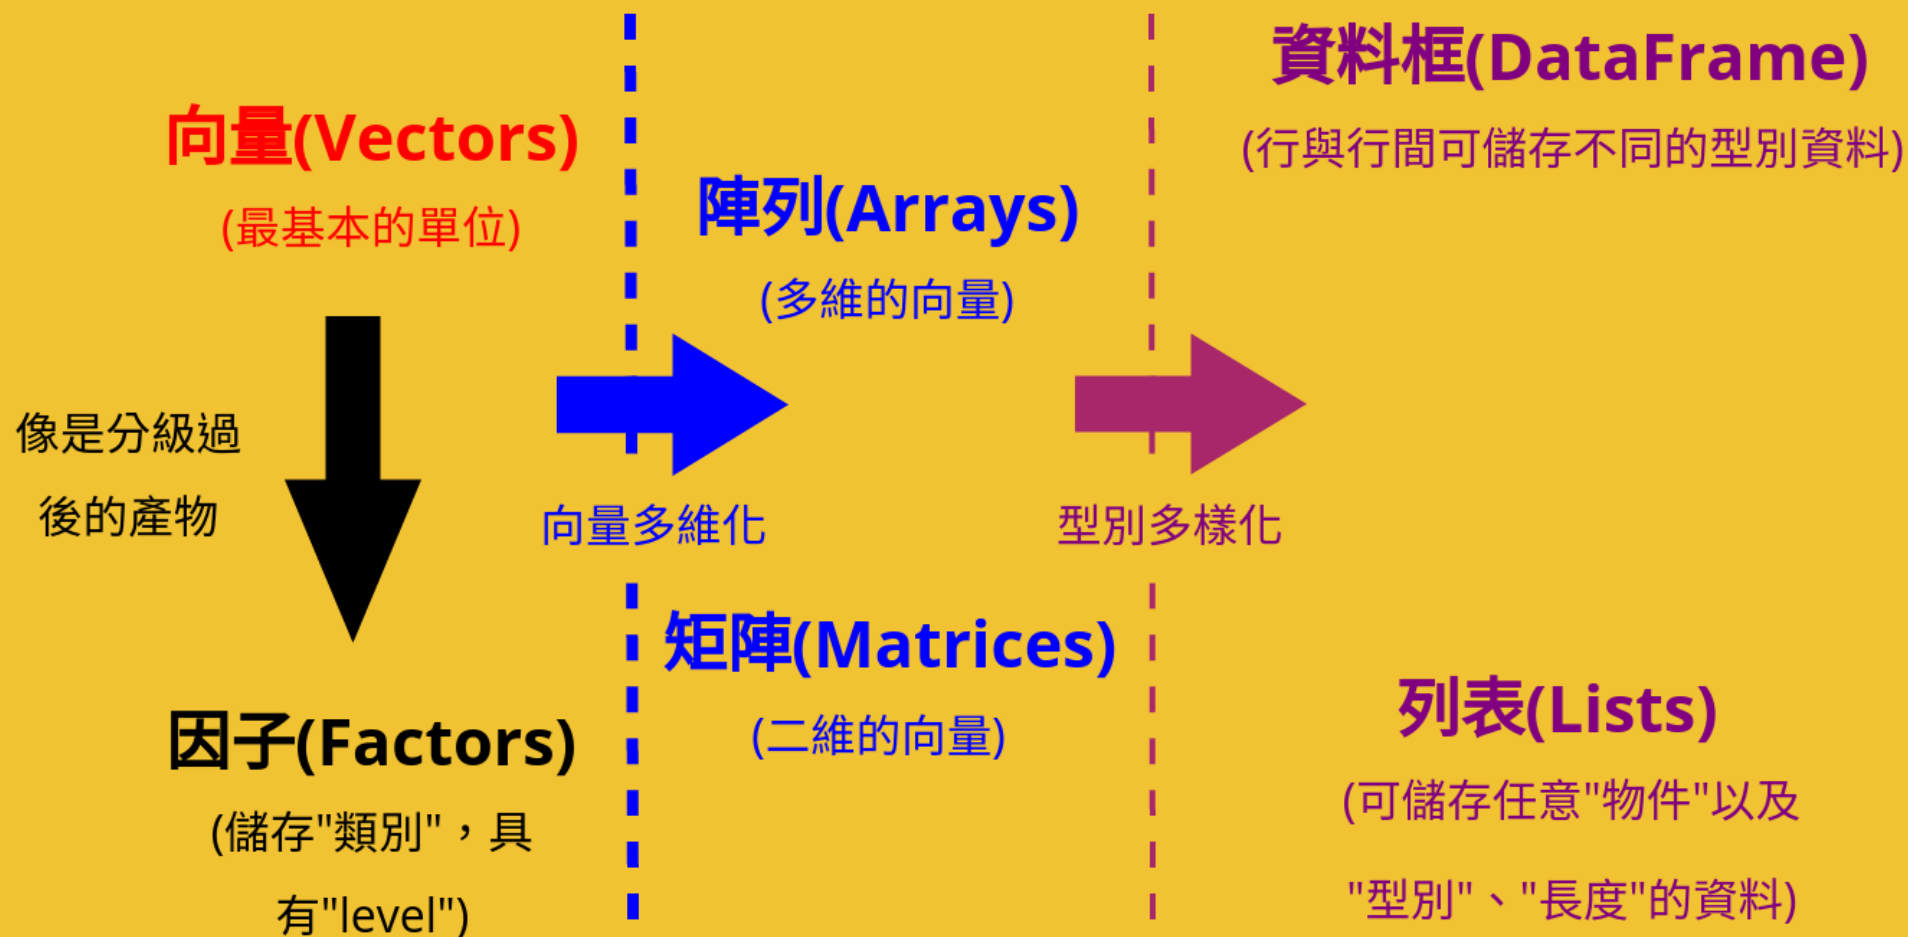 向量(Vectors)
(最基本的單位)
像是分級過
後的產物
因子(Factors)
(儲存"類別"，具
有"level")
陣列(Arrays)
(多維的向量)
向量多維化
矩陣(Matrices)
(二維的向量)
資料框(DataFrame)
(行與行間可儲存不同的型別資料)
型別多樣化
列表(Lists)
(可儲存任意"物件"以及
"型別"、"長度"的資料)